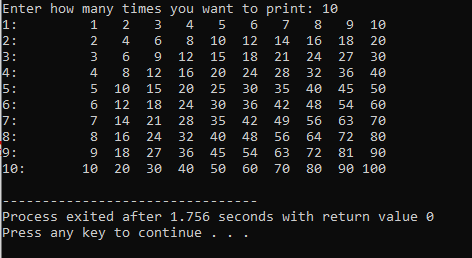 Enter how many times you want to print: 10
1:        1   2   3   4   5   6   7   8   9  10
2:        2   4   6   8  10  12  14  16  18  20
3:        3   6   9  12  15  18  21  24  27  30
4:        4   8  12  16  20  24  28  32  36  40
5:        5  10  15  20  25  30  35  40  45  50
6:        6  12  18  24  30  36  42  48  54  60
7:        7  14  21  28  35  42  49  56  63  70
8:        8  16  24  32  40  48  56  64  72  80
9:        9  18  27  36  45  54  63  72  81  90
10:      10  20  30  40  50  60  70  80  90 100
--------------------------------
Process exited after 1.756 seconds with return value 0
Press any key to continue . . .